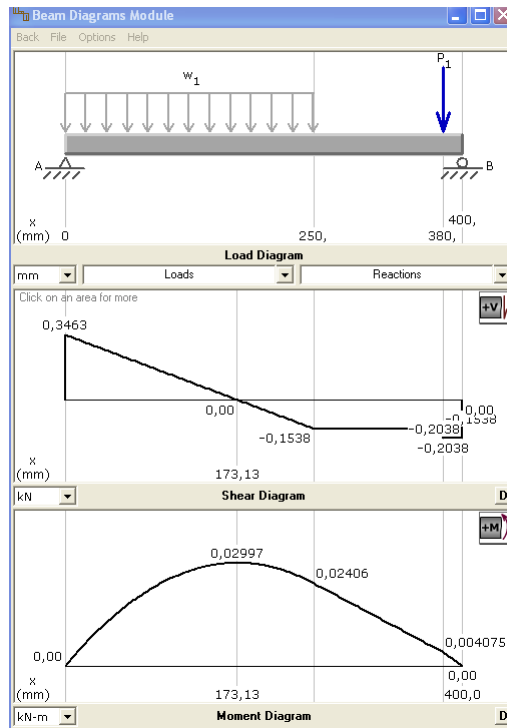 Beam Diagrams Module
Back File Options Help
w1
P1
A
B
x
(mm) 0 250, 380, 400,
Load Diagram
mm Loads Reactions
Click on an area for more
+V
0,3463
0,00
-0,1538
-0,2038
-0,2038
-0,1538
0,00
x
(mm) 173,13
kN Shear Diagram D
+M
0,02997
0,02406
0,004075
0,00
0,00
x
(mm) 173,13 400,0
kN-m Moment Diagram D